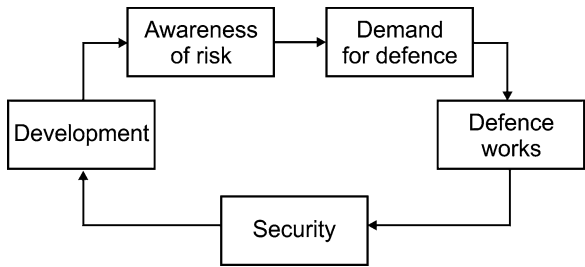 Awareness
of risk
Demand
for defence
Development
Defence
works
Security